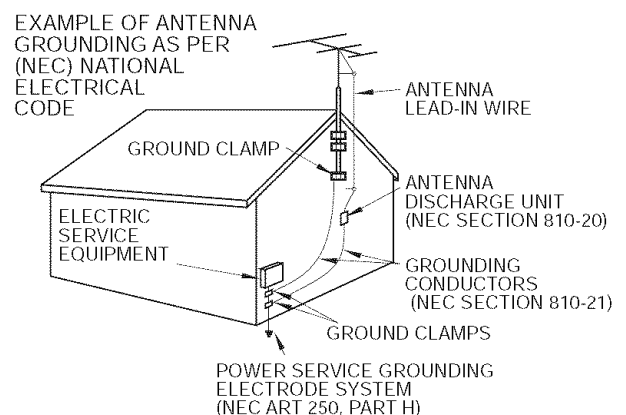 EXAMPLE OF ANTENNA
GROUNDING AS PER
(NEC) NATIONAL
ELECTRICAL
CODE
ANTENNA
LEAD-IN WIRE
GROUND CLAMP
ANTENNA
DISCHARGE UNIT
(NEC SECTION 810-20)
ELECTRIC
SERVICE
EQUIPMENT
GROUNDING
CONDUCTORS
(NEC SECTION 810-21)
GROUND CLAMPS
POWER SERVICE GROUNDING
ELECTRODE SYSTEM
(NEC ART 250, PART H)